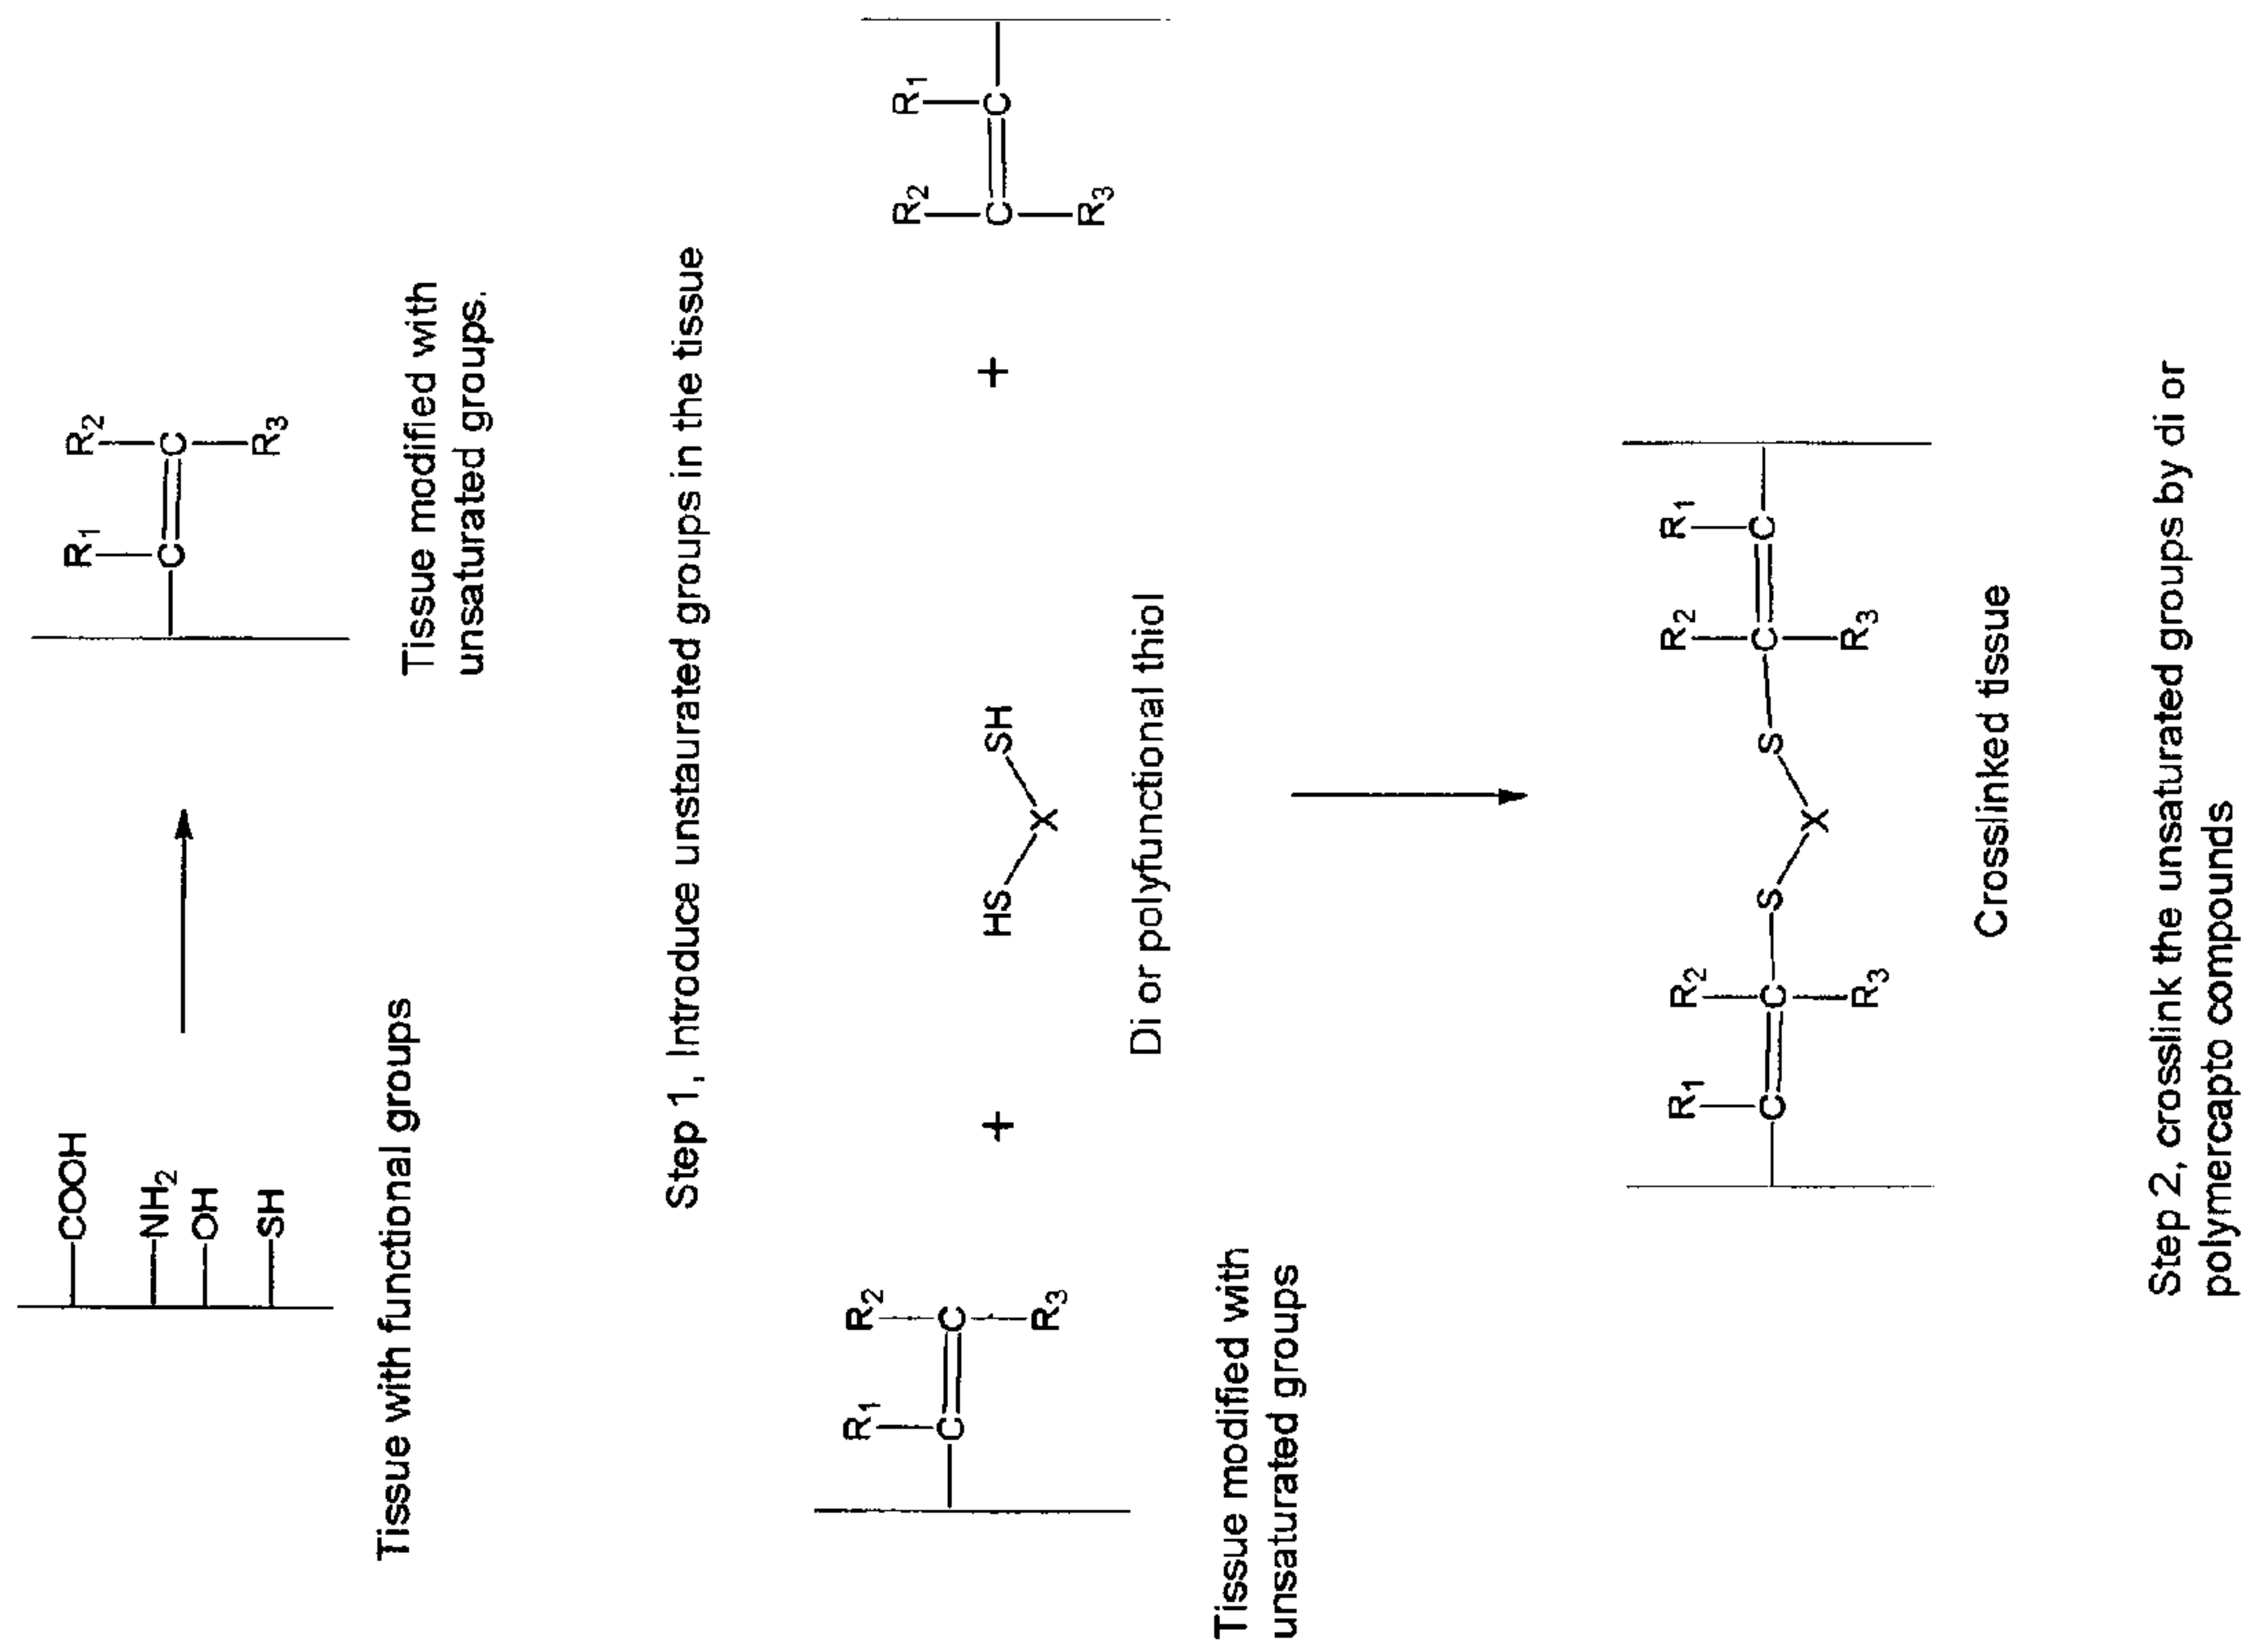 COOH
NH2
OH
SH
Tissue with functional groups
R1 R2
C C
R3
Tissue modified with
unsaturated groups.
Step 1, Introduce unstaurated groups in the tissue
R1 R2
C C
R3
Tissue modified with
unsaturated groups
+
HS SH
X
Di or polyfunctional thiol
+
R2 R1
C C
R3
R1 R2 R2 R1
C C S S C C
R3 X R3
Crosslinked tissue
Step 2, crosslink the unsaturated groups by di or
polymercapto compounds